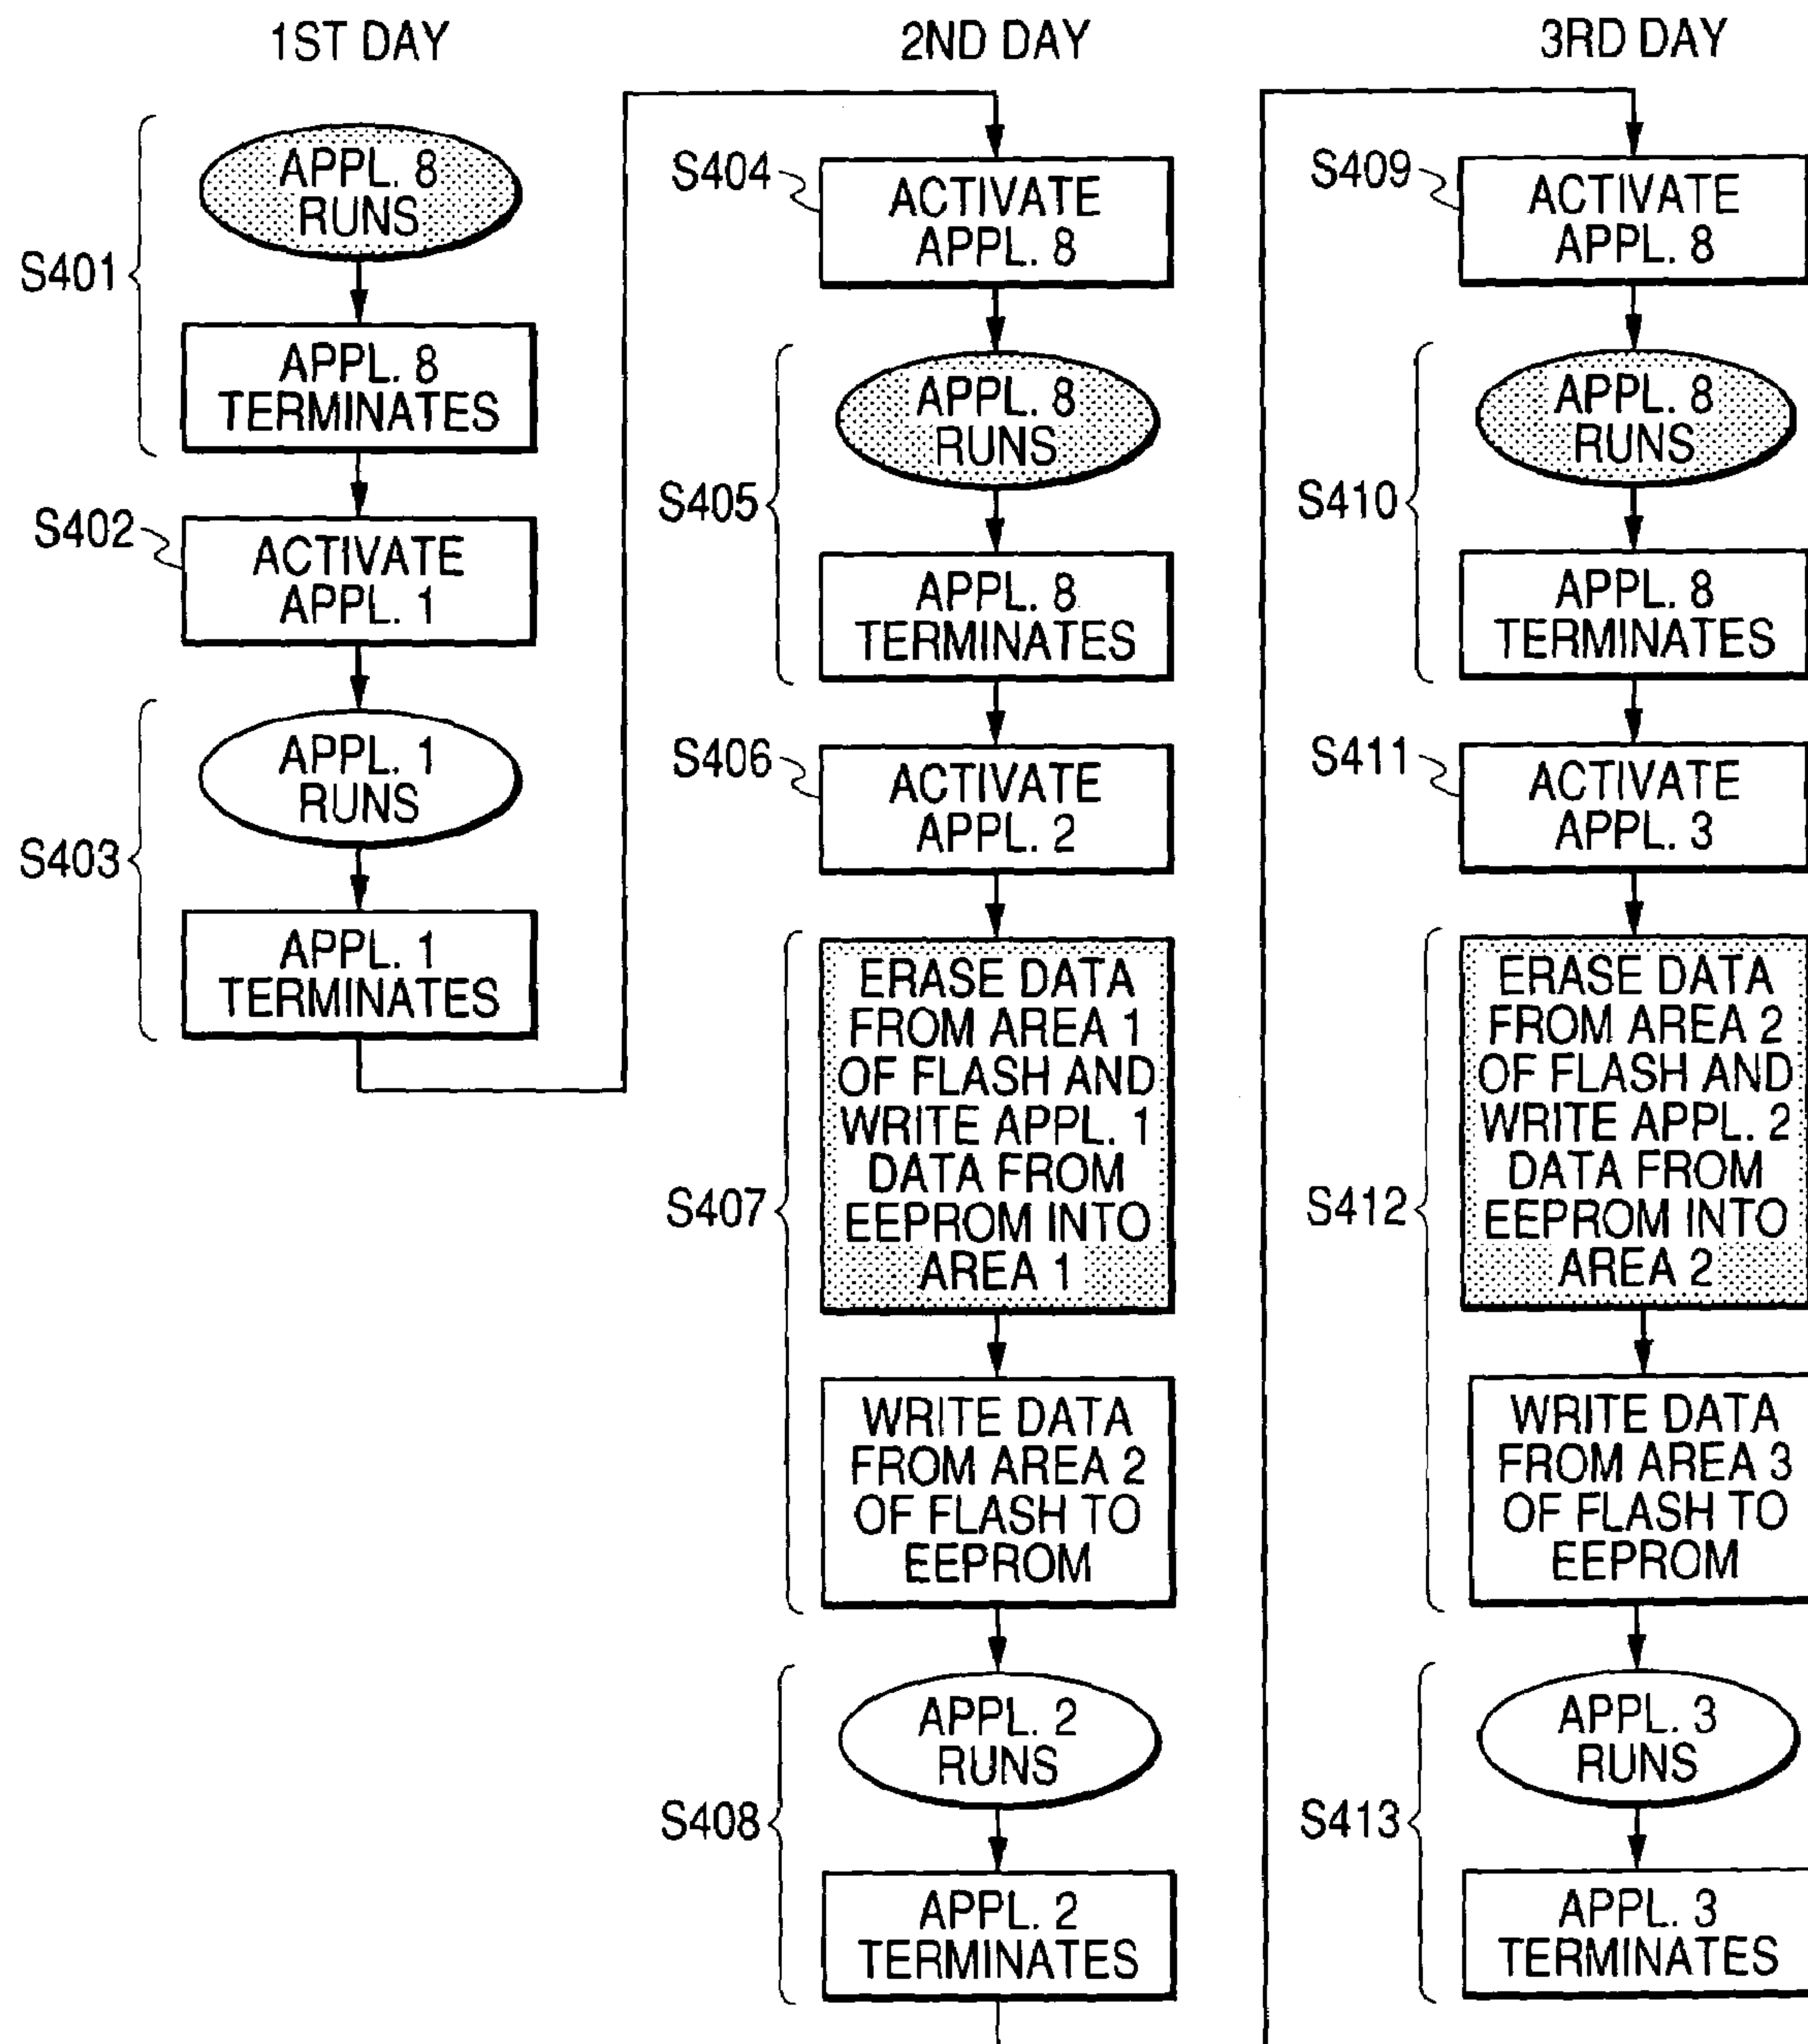 1ST DAY
S401
APPL. 8
RUNS
APPL. 8
TERMINATES
S402
ACTIVATE
APPL. 1
S403
APPL. 1
RUNS
APPL. 1
TERMINATES
2ND DAY
S404
ACTIVATE
APPL. 8
S405
APPL. 8
RUNS
APPL. 8
TERMINATES
S406
ACTIVATE
APPL. 2
S407
ERASE DATA
FROM AREA 1
OF FLASH AND
WRITE APPL. 1
DATA FROM
EEPROM INTO
AREA 1
WRITE DATA
FROM AREA 2
OF FLASH TO
EEPROM
S408
APPL. 2
RUNS
APPL. 2
TERMINATES
3RD DAY
S409
ACTIVATE
APPL. 8
S410
APPL. 8
RUNS
APPL. 8
TERMINATES
S411
ACTIVATE
APPL. 3
S412
ERASE DATA
FROM AREA 2
OF FLASH AND
WRITE APPL. 2
DATA FROM
EEPROM INTO
AREA 2
WRITE DATA
FROM AREA 3
OF FLASH TO
EEPROM
S413
APPL. 3
RUNS
APPL. 3
TERMINATES